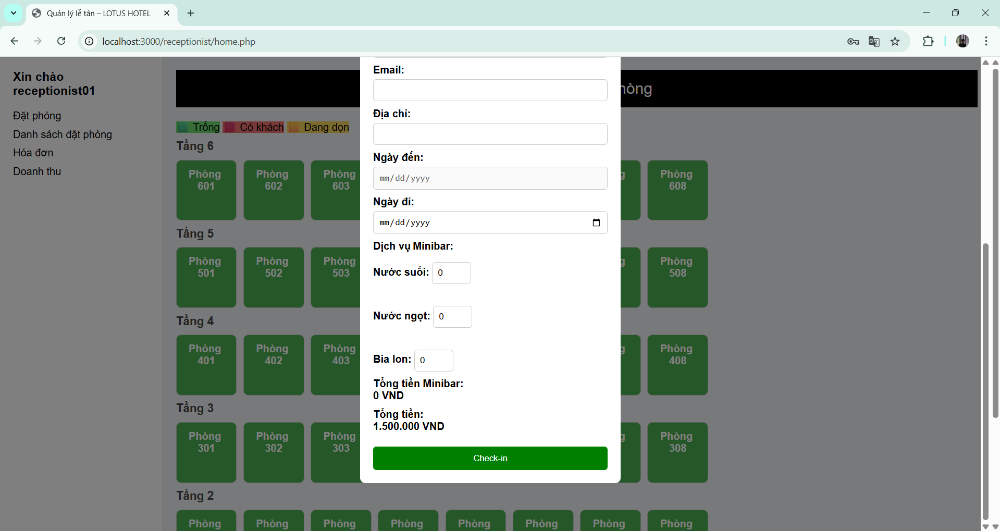 Quản lý lễ tân – LOTUS HOTEL
localhost:3000/receptionist/home.php
Xin chào
receptionist01
Đặt phòng
Danh sách đặt phòng
Hóa đơn
Doanh thu
Trống Có khách Đang dọn
Tầng 6
Phòng 601
Phòng 602
Phòng 603
Phòng 608
Tầng 5
Phòng 501
Phòng 502
Phòng 503
Phòng 508
Tầng 4
Phòng 401
Phòng 402
Phòng 403
Phòng 408
Tầng 3
Phòng 301
Phòng 302
Phòng 303
Phòng 308
Tầng 2
Phòng
Phòng
Phòng
Phòng
Phòng
Phòng
Phòng
Phòng
Email:
Địa chỉ:
Ngày đến:
mm/dd/yyyy
Ngày đi:
mm/dd/yyyy
Dịch vụ Minibar:
Nước suối: 0
Nước ngọt: 0
Bia lon: 0
Tổng tiền Minibar:
0 VND
Tổng tiền:
1.500.000 VND
Check-in